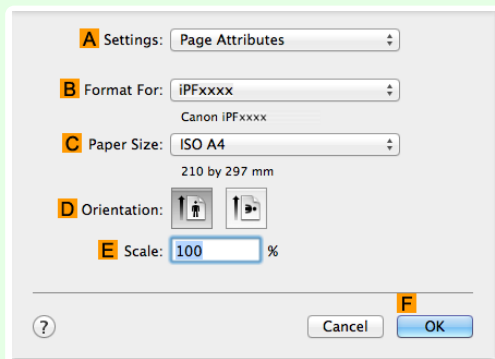 A Settings: Page Attributes
B Format For: iPFxxxx
Canon iPFxxxx
C Paper Size: ISO A4
210 by 297 mm
D Orientation:
E Scale: 100 %
F
? Cancel OK